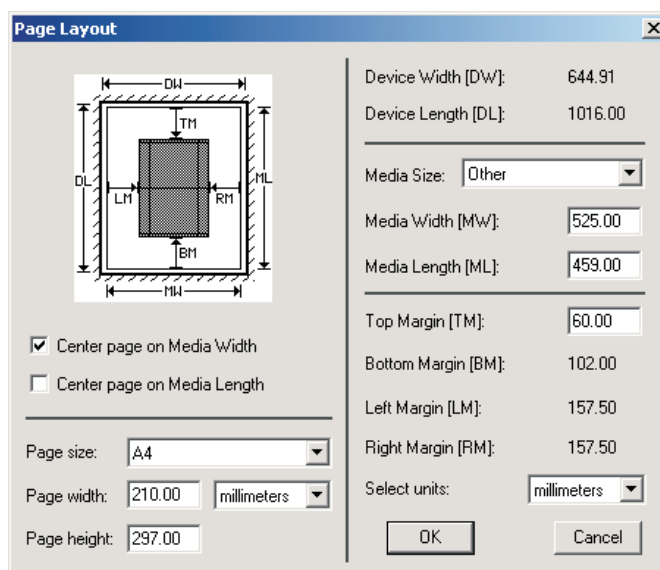 Page Layout
DW
TM
DL
ML
LM
RM
BM
MW
Center page on Media Width
Center page on Media Length
Page size: A4
Page width: 210.00 millimeters
Page height: 297.00
Device Width [DW]: 644.91
Device Length [DL]: 1016.00
Media Size: Other
Media Width [MW]: 525.00
Media Length [ML]: 459.00
Top Margin [TM]: 60.00
Bottom Margin [BM]: 102.00
Left Margin [LM]: 157.50
Right Margin [RM]: 157.50
Select units: millimeters
OK
Cancel